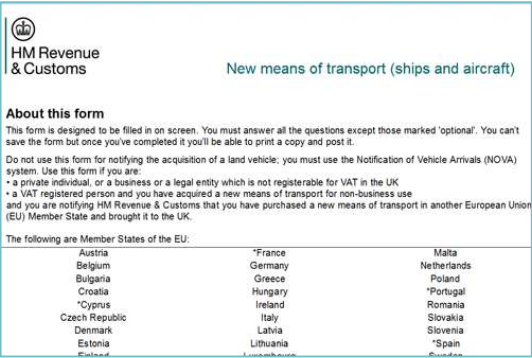 HM Revenue
& Customs
New means of transport (ships and aircraft)
About this form
This form is designed to be filled in on screen. You must answer all the questions except those marked 'optional'. You can't
save the form but once you've completed it you'll be able to print a copy and post it.
Do not use this form for notifying the acquisition of a land vehicle; you must use the Notification of Vehicle Arrivals (NOVA)
system. Use this form if you are:
• a private individual, or a business or a legal entity which is not registerable for VAT in the UK
• a VAT registered person and you have acquired a new means of transport for non-business use
and you are notifying HM Revenue & Customs that you have purchased a new means of transport in another European Union
(EU) Member State and brought it to the UK.
The following are Member States of the EU:
Austria *France Malta
Belgium Germany Netherlands
Bulgaria Greece Poland
Croatia Hungary *Portugal
*Cyprus Ireland Romania
Czech Republic Italy Slovakia
Denmark Latvia Slovenia
Estonia Lithuania *Spain
Finland Luxembourg Sweden